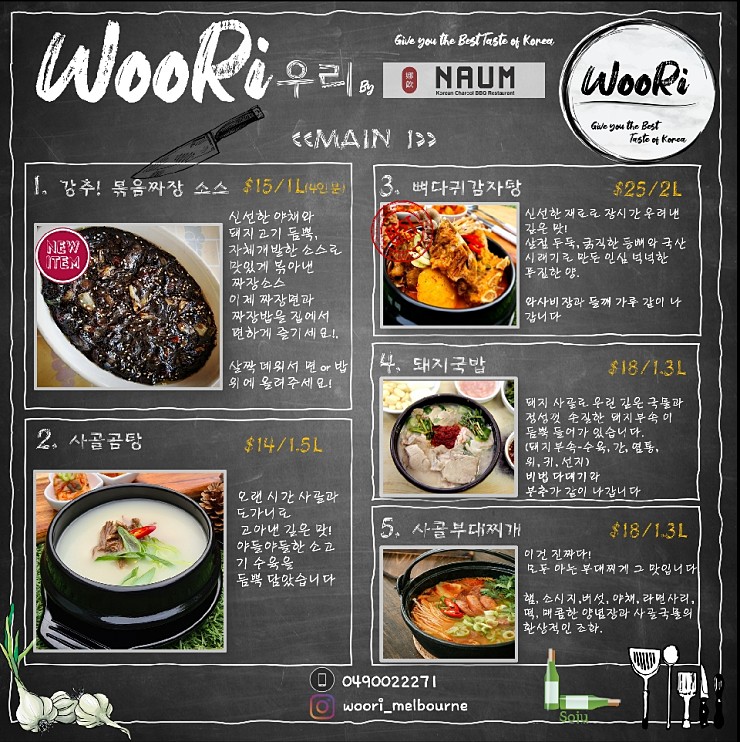 WooRi 우리 By
Give you the Best Taste of Korea
NAUM
Korean Charcol BBQ Restaurant
WooRi
Give you the Best
Taste of Korea
<<MAIN 1>>
1. 강추! 볶음짜장 소스 $15/1L(4인분)
NEW
ITEM
신선한 야채와
돼지고기 듬뿍,
자체개발한 소스로
맛있게 볶아낸
짜장소스
이제 짜장면과
짜장밥을 집에서
편하게 즐기세요!.
살짝 데워서 면 or 밥
위에 올려주세요!
2. 사골곰탕 $14/1.5L
오랜 시간 사골과
도가니로
고아낸 깊은 맛!
야들야들한 소고
기 수육을
듬뿍 담았습니다
3. 뼈다귀감자탕 $25/2L
신선한 재료로 장시간 우려낸
깊은 맛!
살점 두둑, 굵직한 등뼈와 국산
시래기로 만든 인심 넉넉한
푸짐한 양.
와사비장과 들깨 가루 같이 나
갑니다
4. 돼지국밥 $18/1.3L
돼지 사골로 우린 깊은 국물과
정성껏 손질한 돼지부속 이
듬뿍 들어가 있습니다.
(돼지부속-수육, 간, 염통,
위, 귀, 선지)
비법 다대기와
부추가 같이 나갑니다
5. 사골부대찌개 $18/1.3L
이건 진짜다!
모두 아는 부대찌게 그 맛입니다
햄, 소시지, 버섯, 야채, 라면사리,
떡, 매콤한 양념장과 사골국물의
환상적인 조화.
0490022271
woori_melbourne
Soju